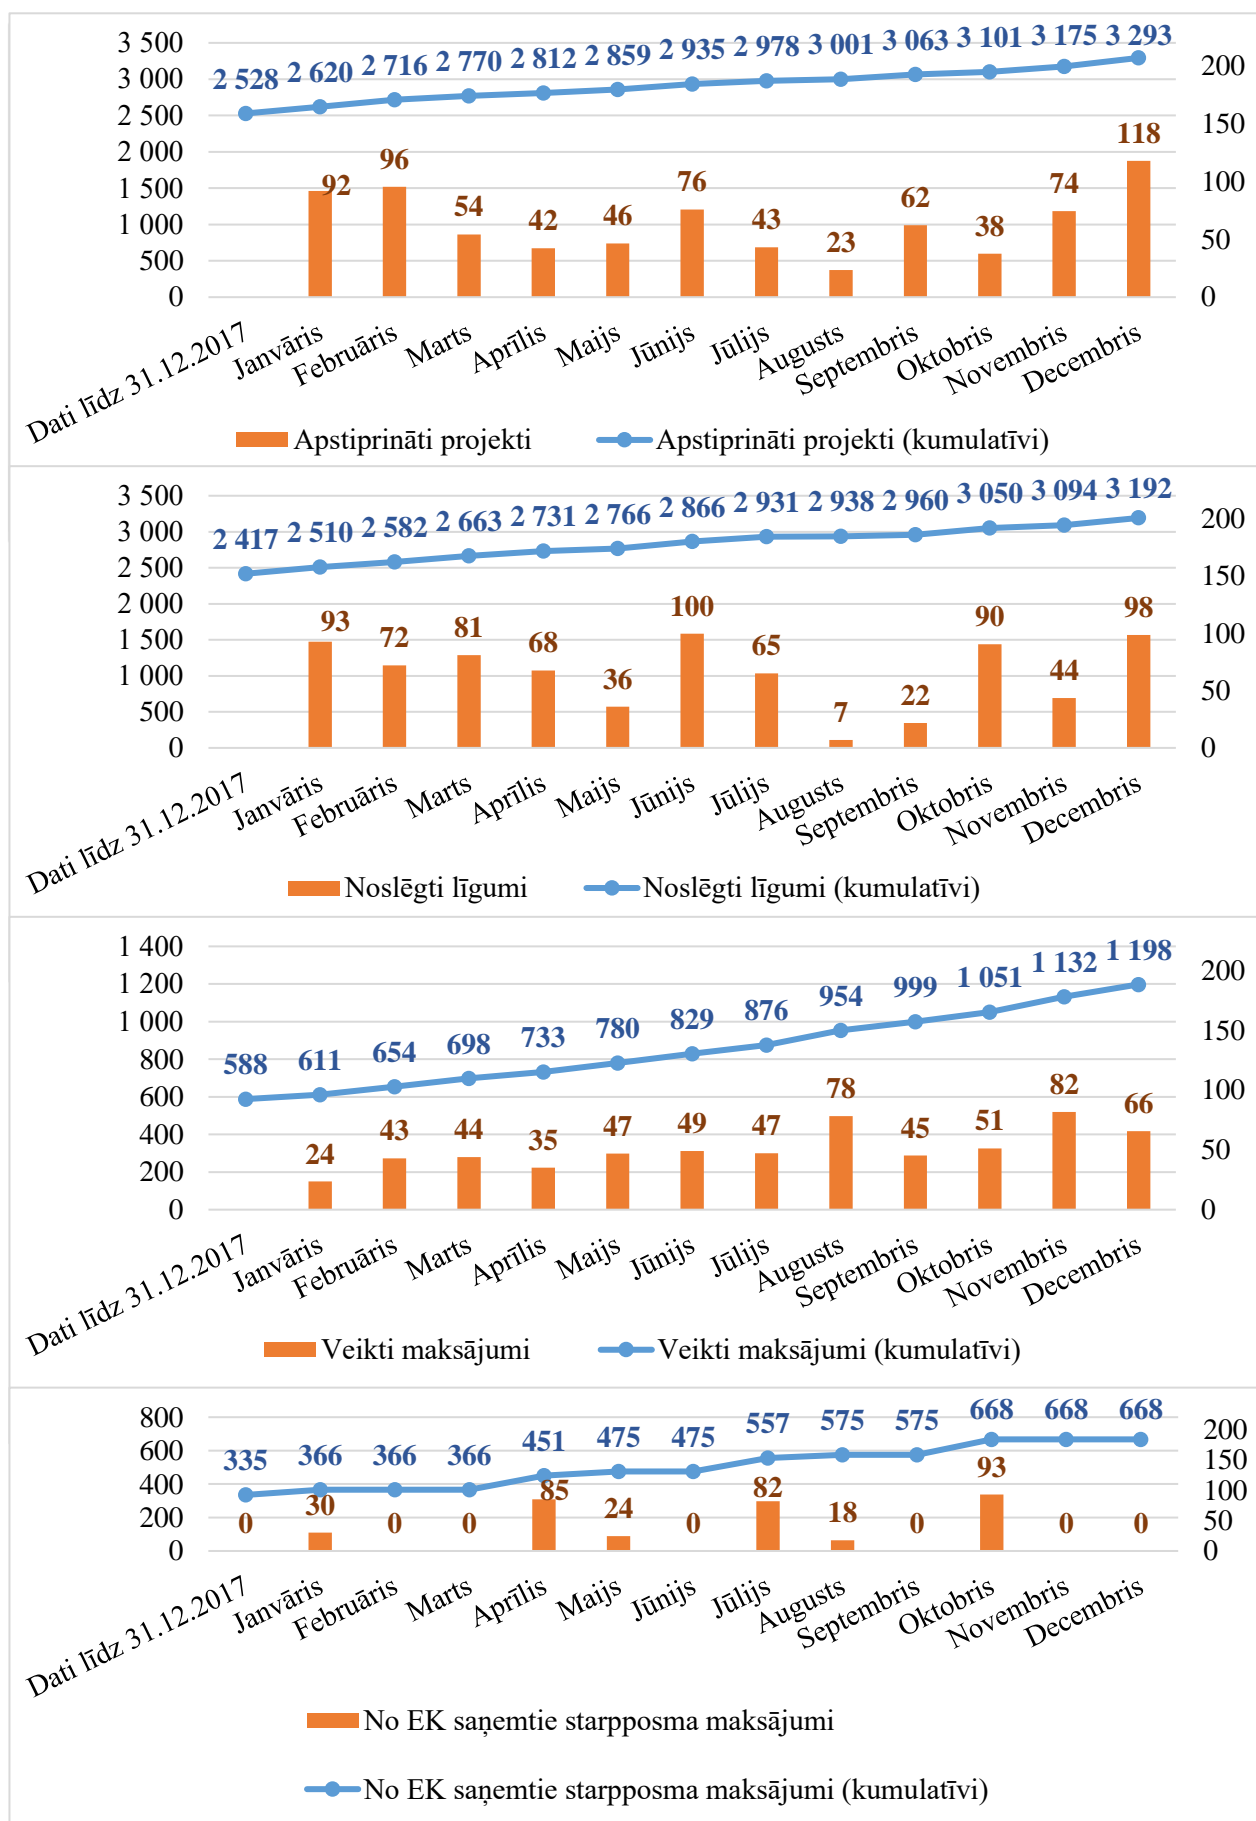 3 500
3 000
2 500
2 000
1 500
1 000
500
0
2 528 2 620 2 716 2 770 2 812 2 859 2 935 2 978 3 001 3 063 3 101 3 175 3 293
92 96 54 42 46 76 43 23 62 38 74 118
200
150
100
50
0
Dati līdz 31.12.2017 Janvāris Februāris Marts Aprīlis Maijs Jūnijs Jūlijs Augusts Septembris Oktobris Novembris Decembris
Apstiprināti projekti Apstiprināti projekti (kumulatīvi)
3 500
3 000
2 500
2 000
1 500
1 000
500
0
2 417 2 510 2 582 2 663 2 731 2 766 2 866 2 931 2 938 2 960 3 050 3 094 3 192
93 72 81 68 36 100 65 7 22 90 44 98
200
150
100
50
0
Dati līdz 31.12.2017 Janvāris Februāris Marts Aprīlis Maijs Jūnijs Jūlijs Augusts Septembris Oktobris Novembris Decembris
Noslēgti līgumi Noslēgti līgumi (kumulatīvi)
1 400
1 200
1 000
800
600
400
200
0
588 611 654 698 733 780 829 876 954 999 1 051 1 132 1 198
24 43 44 35 47 49 47 78 45 51 82 66
200
150
100
50
0
Dati līdz 31.12.2017 Janvāris Februāris Marts Aprīlis Maijs Jūnijs Jūlijs Augusts Septembris Oktobris Novembris Decembris
Veikti maksājumi Veikti maksājumi (kumulatīvi)
800
600
400
200
0
335 366 366 366 451 475 475 557 575 575 668 668 668
0 30 0 0 85 24 0 82 18 0 93 0 0
200
150
100
50
0
Dati līdz 31.12.2017 Janvāris Februāris Marts Aprīlis Maijs Jūnijs Jūlijs Augusts Septembris Oktobris Novembris Decembris
No EK saņemtie starpposma maksājumi
No EK saņemtie starpposma maksājumi (kumulatīvi)